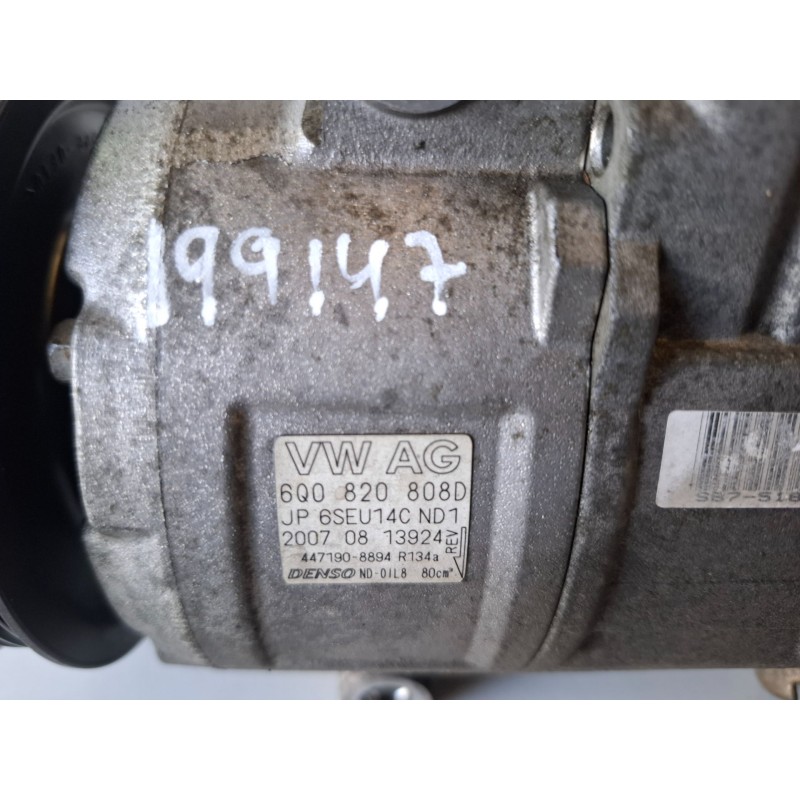 199147
VW AG
6Q0 820 808D
JP 6SEU14C ND1
2007 08 13924
REV
447190-8894 R134a
DENSO ND-OIL8 80cm³